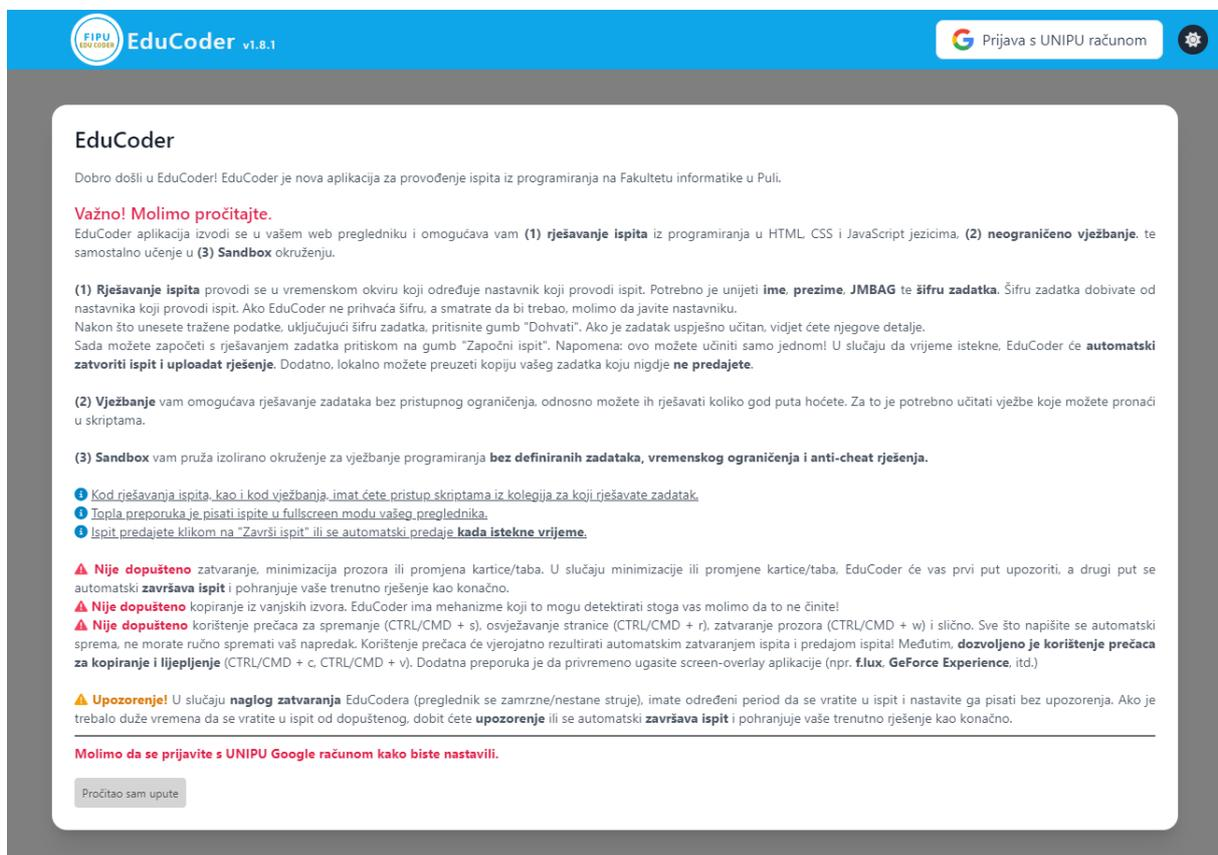 FIPU
EDU CODER
EduCoder v1.8.1
Prijava s UNIPU računom
EduCoder
Dobro došli u EduCoder! EduCoder je nova aplikacija za provođenje ispita iz programiranja na Fakultetu informatike u Puli.
Važno! Molimo pročitajte.
EduCoder aplikacija izvodi se u vašem web pregledniku i omogućava vam (1) rješavanje ispita iz programiranja u HTML, CSS i JavaScript jezicima, (2) neograničeno vježbanje. te
samostalno učenje u (3) Sandbox okruženju.
(1) Rješavanje ispita provodi se u vremenskom okviru koji određuje nastavnik koji provodi ispit. Potrebno je unijeti ime, prezime, JMBAG te šifru zadatka. Šifru zadatka dobivate od
nastavnika koji provodi ispit. Ako EduCoder ne prihvaća šifru, a smatrate da bi trebao, molimo da javite nastavniku.
Nakon što unesete tražene podatke, uključujući šifru zadatka, pritisnite gumb "Dohvati". Ako je zadatak uspješno učitan, vidjet ćete njegove detalje.
Sada možete započeti s rješavanjem zadatka pritiskom na gumb "Započni ispit". Napomena: ovo možete učiniti samo jednom! U slučaju da vrijeme istekne, EduCoder će automatski
zatvoriti ispit i uploadat rješenje. Dodatno, lokalno možete preuzeti kopiju vašeg zadatka koju nigdje ne predajete.
(2) Vježbanje vam omogućava rješavanje zadataka bez pristupnog ograničenja, odnosno možete ih rješavati koliko god puta hoćete. Za to je potrebno učitati vježbe koje možete pronaći
u skriptama.
(3) Sandbox vam pruža izolirano okruženje za vježbanje programiranja bez definiranih zadataka, vremenskog ograničenja i anti-cheat rješenja.
Kod rješavanja ispita, kao i kod vježbanja, imat ćete pristup skriptama iz kolegija za koji rješavate zadatak.
Topla preporuka je pisati ispite u fullscreen modu vašeg preglednika.
Ispit predajete klikom na "Završi ispit" ili se automatski predaje kada istekne vrijeme.
Nije dopušteno zatvaranje, minimizacija prozora ili promjena kartice/taba. U slučaju minimizacije ili promjene kartice/taba, EduCoder će vas prvi put upozoriti, a drugi put se
automatski završava ispit i pohranjuje vaše trenutno rješenje kao konačno.
Nije dopušteno kopiranje iz vanjskih izvora. EduCoder ima mehanizme koji to mogu detektirati stoga vas molimo da to ne činite!
Nije dopušteno korištenje prečaca za spremanje (CTRL/CMD + s), osvježavanje stranice (CTRL/CMD + r), zatvaranje prozora (CTRL/CMD + w) i slično. Sve što napišite se automatski
sprema, ne morate ručno spremati vaš napredak. Korištenje prečaca će vjerojatno rezultirati automatskim zatvaranjem ispita i predajom ispita! Međutim, dozvoljeno je korištenje prečaca
za kopiranje i lijepljenje (CTRL/CMD + c, CTRL/CMD + v). Dodatna preporuka je da privremeno ugasite screen-overlay aplikacije (npr. f.lux, GeForce Experience, itd.)
Upozorenje! U slučaju naglog zatvaranja EduCodera (preglednik se zamrzne/nestane struje), imate određeni period da se vratite u ispit i nastavite ga pisati bez upozorenja. Ako je
trebalo duže vremena da se vratite u ispit od dopuštenog, dobit ćete upozorenje ili se automatski završava ispit i pohranjuje vaše trenutno rješenje kao konačno.
Molimo da se prijavite s UNIPU Google računom kako biste nastavili.
Pročitao sam upute